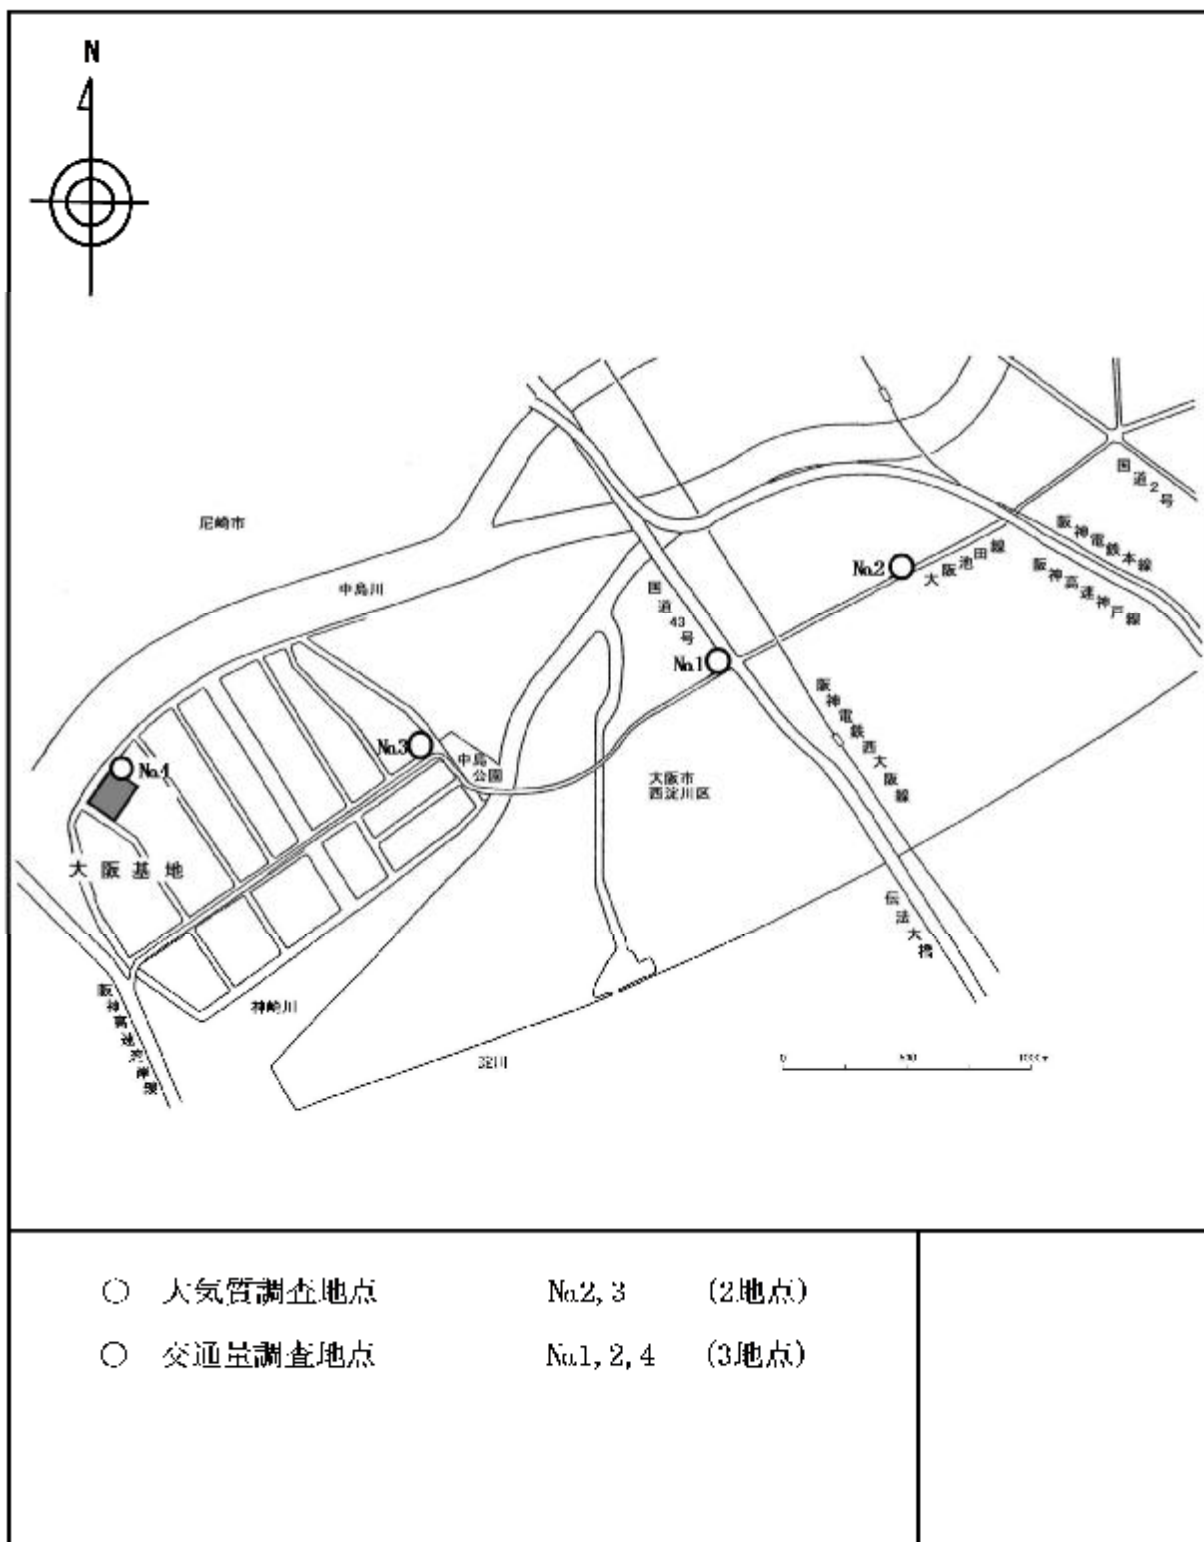 N
尼崎市
中島川
国道2号
阪神電鉄本線
大阪池田線
阪神高速神戸線
No.2
国道43号
No.1
阪神電鉄西大阪線
No.3
中島
公園
No.4
大阪市
西淀川区
大阪基地
伝法大橋
神崎川
阪神高速湾岸線
淀川
0 500 1000m
○ 大気質調査地点 No.2,3 (2地点)
○ 交通量調査地点 No.1,2,4 (3地点)